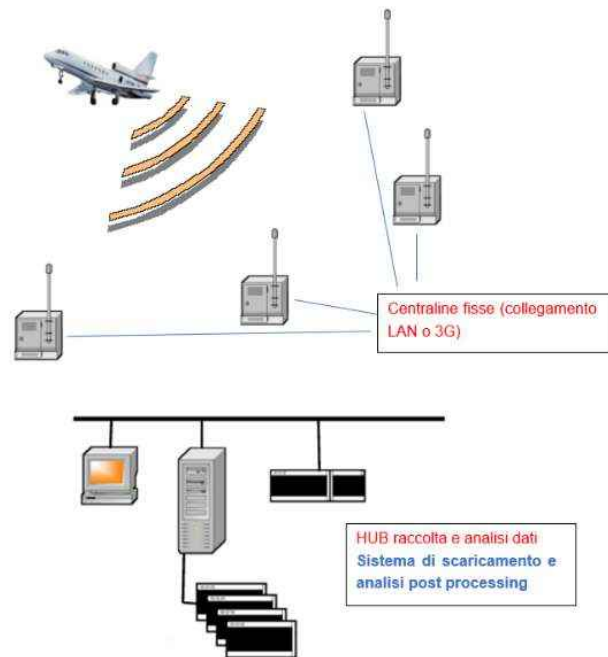 Centraline fisse (collegamento
LAN o 3G)
HUB raccolta e analisi dati
Sistema di scaricamento e
analisi post processing